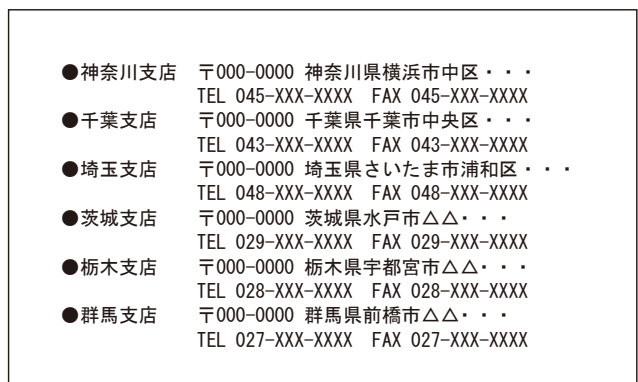 ●神奈川支店　〒000-0000 神奈川県横浜市中区・・・
TEL 045-XXX-XXXX　FAX 045-XXX-XXXX
●千葉支店　〒000-0000 千葉県千葉市中央区・・・
TEL 043-XXX-XXXX　FAX 043-XXX-XXXX
●埼玉支店　〒000-0000 埼玉県さいたま市浦和区・・・
TEL 048-XXX-XXXX　FAX 048-XXX-XXXX
●茨城支店　〒000-0000 茨城県水戸市△△・・・
TEL 029-XXX-XXXX　FAX 029-XXX-XXXX
●栃木支店　〒000-0000 栃木県宇都宮市△△・・・
TEL 028-XXX-XXXX　FAX 028-XXX-XXXX
●群馬支店　〒000-0000 群馬県前橋市△△・・・
TEL 027-XXX-XXXX　FAX 027-XXX-XXXX